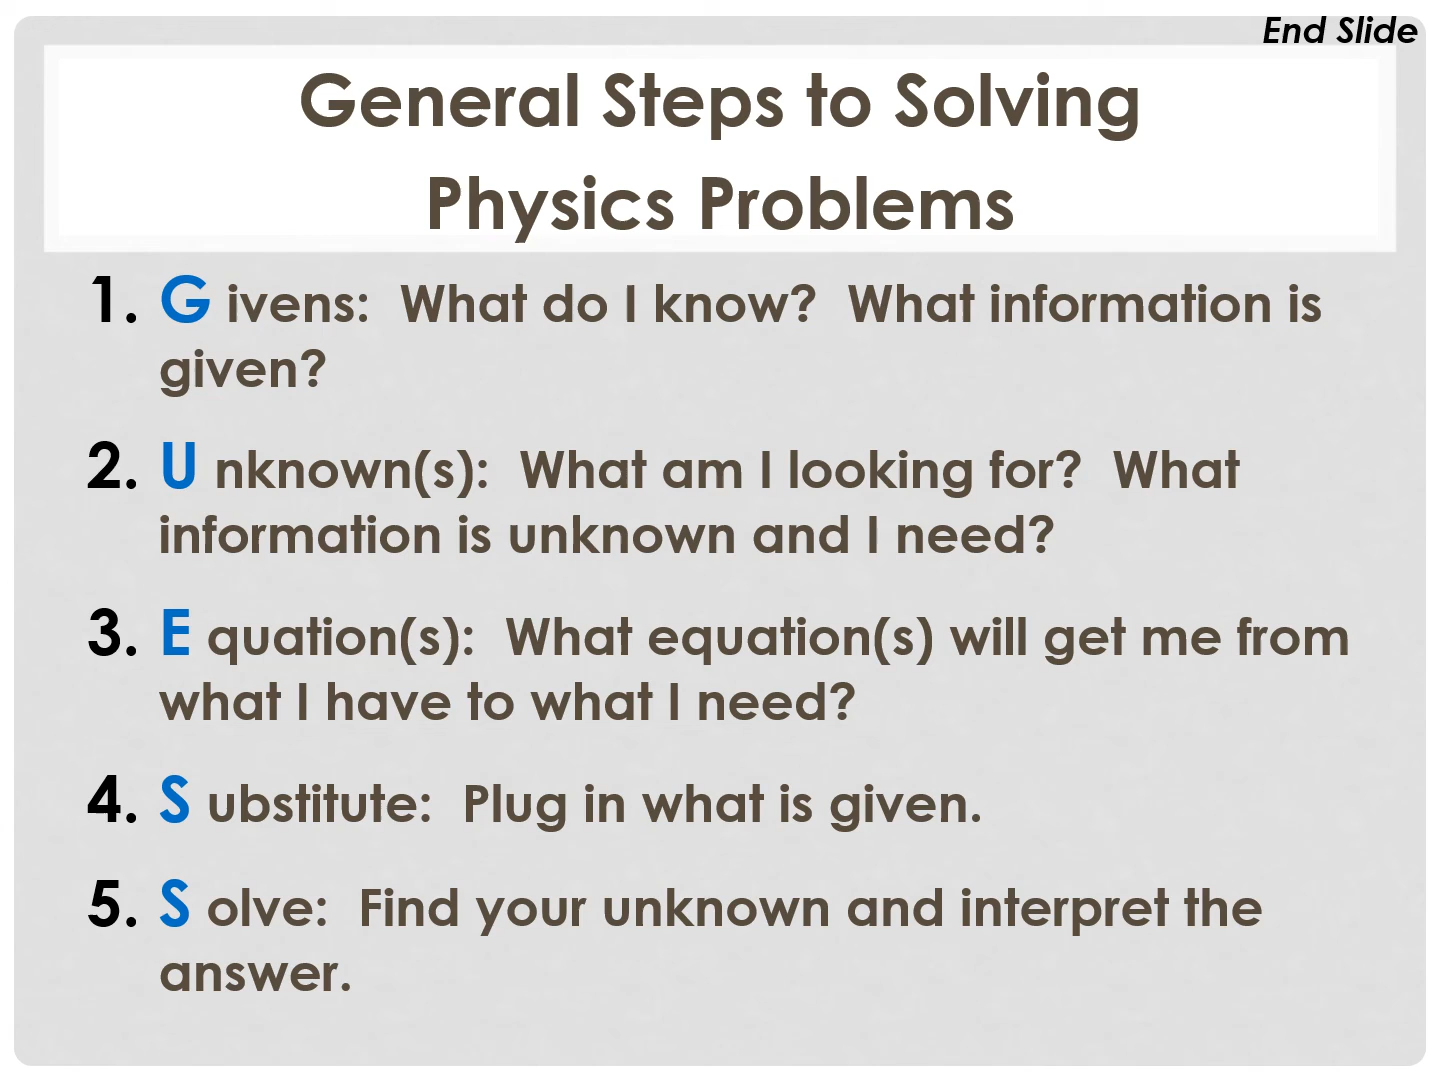 End Slide
General Steps to Solving
Physics Problems
1. G ivens:  What do I know?  What information is
given?
2. U nknown(s):  What am I looking for?  What
information is unknown and I need?
3. E quation(s):  What equation(s) will get me from
what I have to what I need?
4. S ubstitute:  Plug in what is given.
5. S olve:  Find your unknown and interpret the
answer.